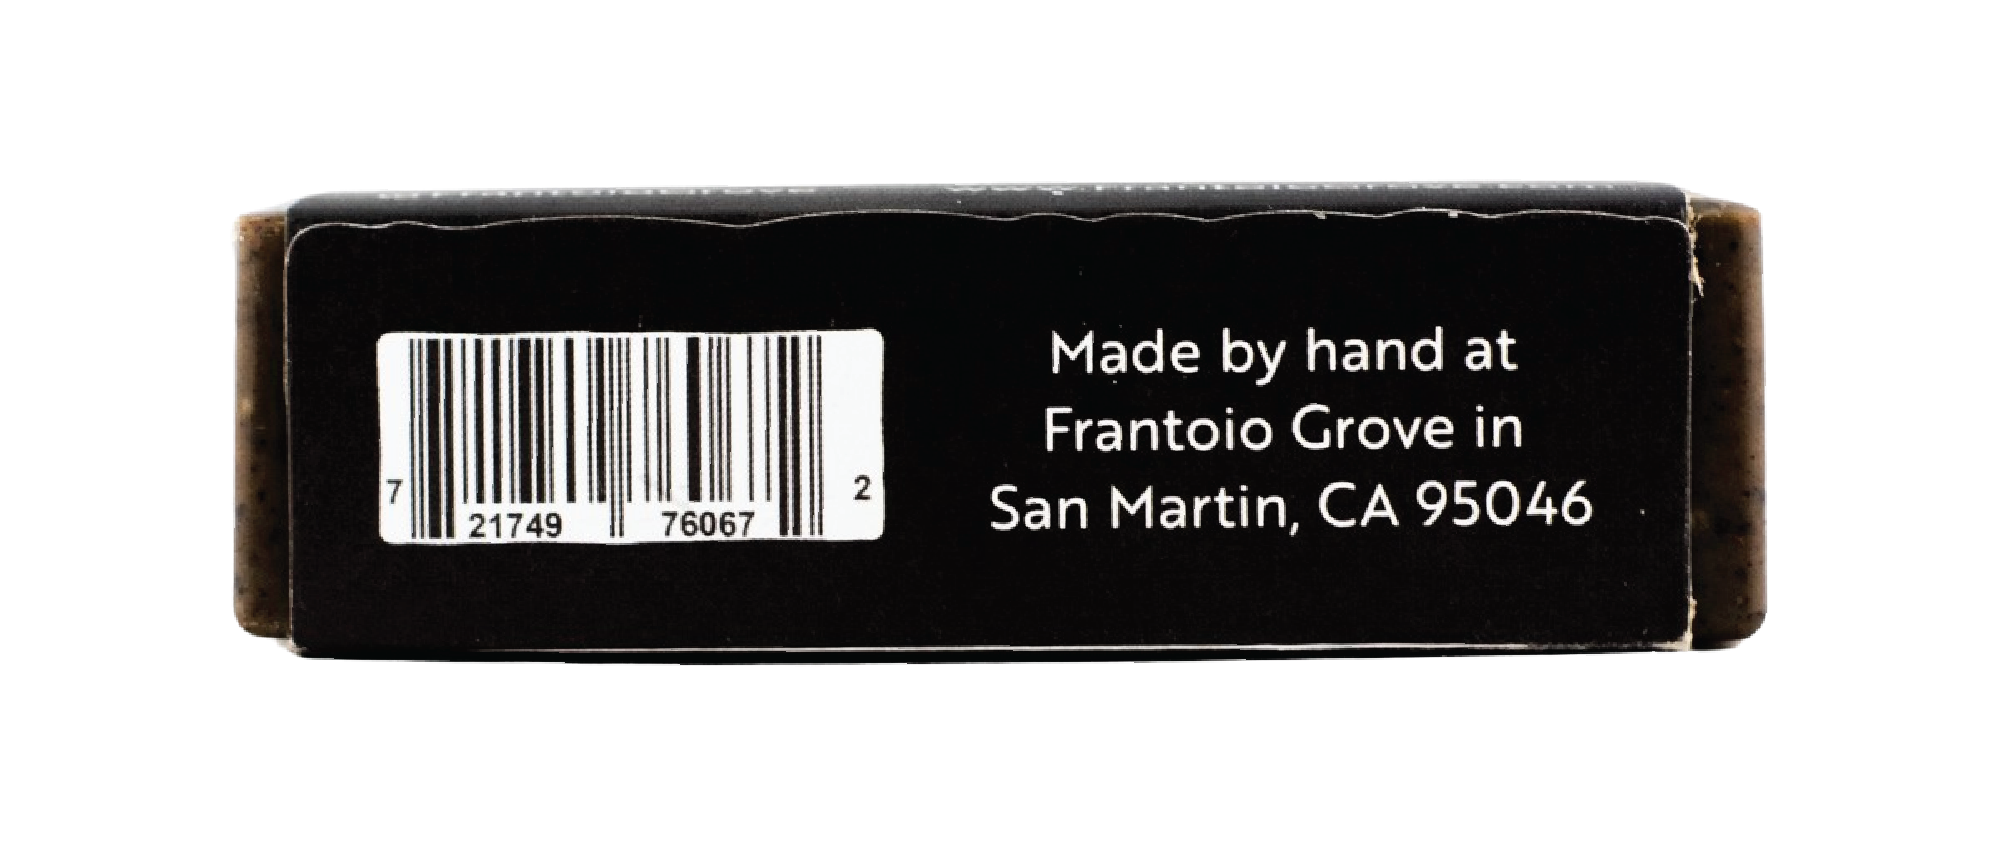 7 21749 76067 2
Made by hand at
Frantoio Grove in
San Martin, CA 95046